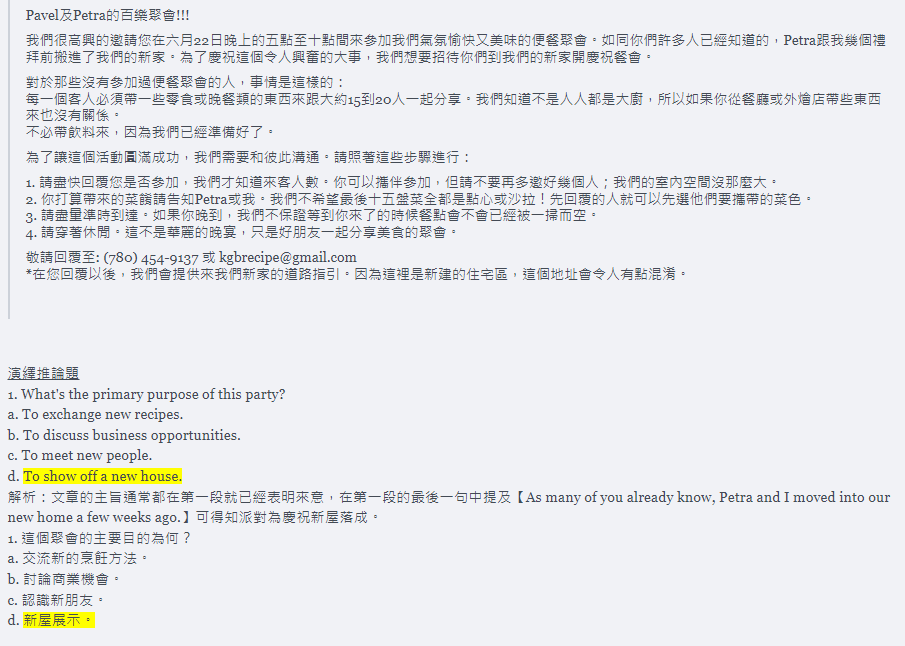 Pavel及Petra的百樂聚會!!!
我們很高興的邀請您在六月22日晚上的五點至十點間來參加我們氣氛愉快又美味的便餐聚會。如同你們許多人已經知道的，Petra跟我幾個禮
拜前搬進了我們的新家。為了慶祝這個令人興奮的大事，我們想要招待你們到我們的新家開慶祝餐會。
對於那些沒有參加過便餐聚會的人，事情是這樣的：
每一個客人必須帶一些零食或晚餐類的東西來跟大約15到20人一起分享。我們知道不是人人都是大廚，所以如果你從餐廳或外燴店帶些東西
來也沒有關係。
不必帶飲料來，因為我們已經準備好了。
為了讓這個活動圓滿成功，我們需要和彼此溝通。請照著這些步驟進行：
1. 請盡快回覆您是否參加，我們才知道來客人數。你可以攜伴參加，但請不要再多邀好幾個人；我們的室內空間沒那麼大。
2. 你打算帶來的菜餚請告知Petra或我。我們不希望最後十五盤菜全都是點心或沙拉！先回覆的人就可以先選他們要攜帶的菜色。
3. 請盡量準時到達。如果你晚到，我們不保證等到你來了的時候餐點會不會已經被一掃而空。
4. 請穿著休閒。這不是華麗的晚宴，只是好朋友一起分享美食的聚會。
敬請回覆至: (780) 454-9137 或 kgbrecipe@gmail.com
*在您回覆以後，我們會提供來我們新家的道路指引。因為這裡是新建的住宅區，這個地址會令人有點混淆。
演繹推論題
1. What's the primary purpose of this party?
a. To exchange new recipes.
b. To discuss business opportunities.
c. To meet new people.
d. To show off a new house.
解析：文章的主旨通常都在第一段就已經表明來意，在第一段的最後一句中提及【As many of you already know, Petra and I moved into our
new home a few weeks ago.】可得知派對為慶祝新屋落成。
1. 這個聚會的主要目的為何？
a. 交流新的烹飪方法。
b. 討論商業機會。
c. 認識新朋友。
d. 新屋展示。